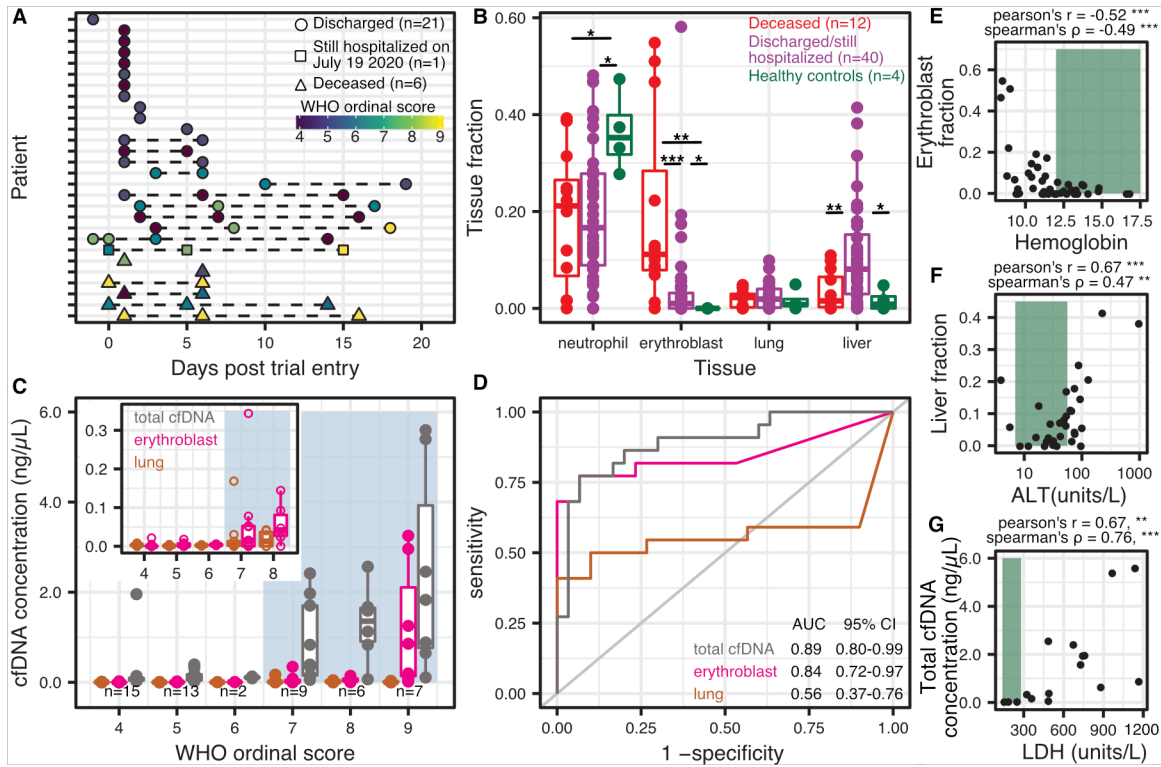 A
Discharged (n=21)
Still hospitalized on
July 19 2020 (n=1)
Deceased (n=6)
WHO ordinal score
4 5 6 7 8 9
Patient
0 5 10 15 20
Days post trial entry
B
Deceased (n=12)
Discharged/still
hospitalized (n=40)
Healthy controls (n=4)
* * ** *** * ** *
Tissue fraction
0.60
0.40
0.20
0.00
neutrophil erythroblast lung liver
Tissue
C
cfDNA concentration (ng/µL)
6.0
4.0
2.0
0.0
total cfDNA
erythroblast
lung
0.3
0.2
0.1
0.0
4 5 6 7 8
n=15 n=13 n=2 n=9 n=6 n=7
4 5 6 7 8 9
WHO ordinal score
D
sensitivity
1.00
0.75
0.50
0.25
0.00
AUC 95% CI
total cfDNA 0.89 0.80-0.99
erythroblast 0.84 0.72-0.97
lung 0.56 0.37-0.76
0.00 0.25 0.50 0.75 1.00
1 −specificity
E
pearson's r = -0.52 ***
spearman's ρ = -0.49 ***
Erythroblast
fraction
0.6
0.4
0.2
0.0
10.0 12.5 15.0 17.5
Hemoglobin
F
pearson's r = 0.67 ***
spearman's ρ = 0.47 **
Liver fraction
0.4
0.3
0.2
0.1
0.0
10 100 1000
ALT(units/L)
G
pearson's r = 0.67, **
spearman's ρ = 0.76, ***
Total cfDNA
concentration (ng/µL)
6.0
4.0
2.0
0.0
300 600 900 1200
LDH (units/L)